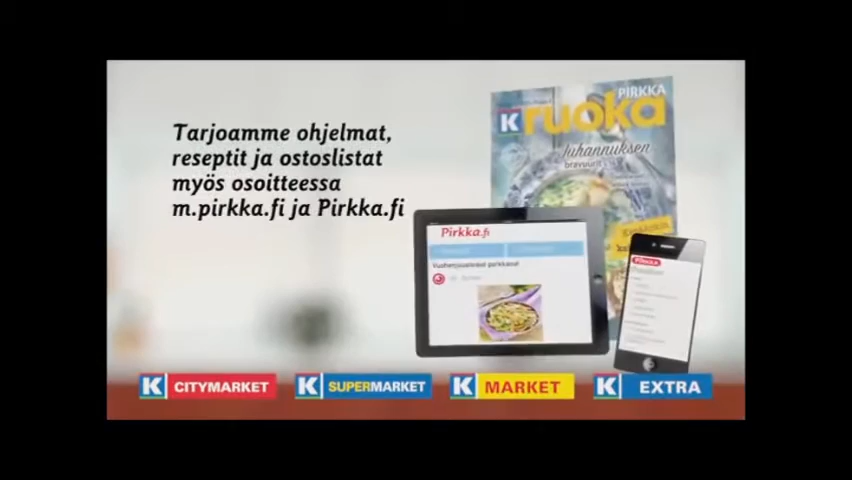 Tarjoamme ohjelmat,
reseptit ja ostoslistat
myös osoitteessa
m.pirkka.fi ja Pirkka.fi
PIRKKA
K ruoka
Juhannuksen
bravuurit
Pirkka.fi
K CITYMARKET
K SUPERMARKET
K MARKET
K EXTRA